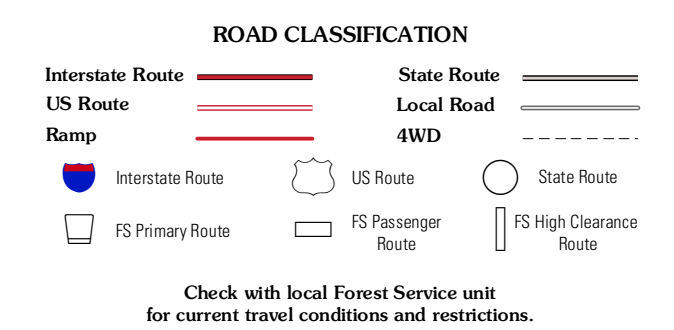 ROAD CLASSIFICATION
Interstate Route
State Route
US Route
Local Road
Ramp
4WD
Interstate Route
US Route
State Route
FS Primary Route
FS Passenger
Route
FS High Clearance
Route
Check with local Forest Service unit
for current travel conditions and restrictions.